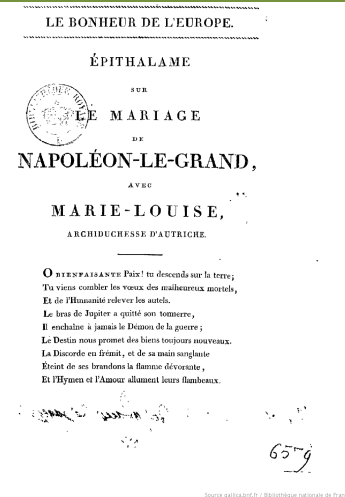 LE BONHEUR DE L'EUROPE.
ÉPITHALAME
SUR
LE MARIAGE
DE
NAPOLÉON-LE-GRAND,
AVEC
MARIE-LOUISE,
ARCHIDUCHESSE D'AUTRICHE.
O BIENFAISANTE Paix! tu descends sur la terre;
Tu viens combler les vœux des malheureux mortels,
Et de l'Humanité relever les autels.
Le bras de Jupiter a quitté son tonnerre,
Il enchaîne à jamais le Démon de la guerre;
Le Destin nous promet des biens toujours nouveaux.
La Discorde en frémit, et de sa main sanglante
Éteint de ses brandons la flamme dévorante,
Et l'Hymen et l'Amour allument leurs flambeaux.
6559
Source gallica.bnf.fr / Bibliothèque nationale de Fran